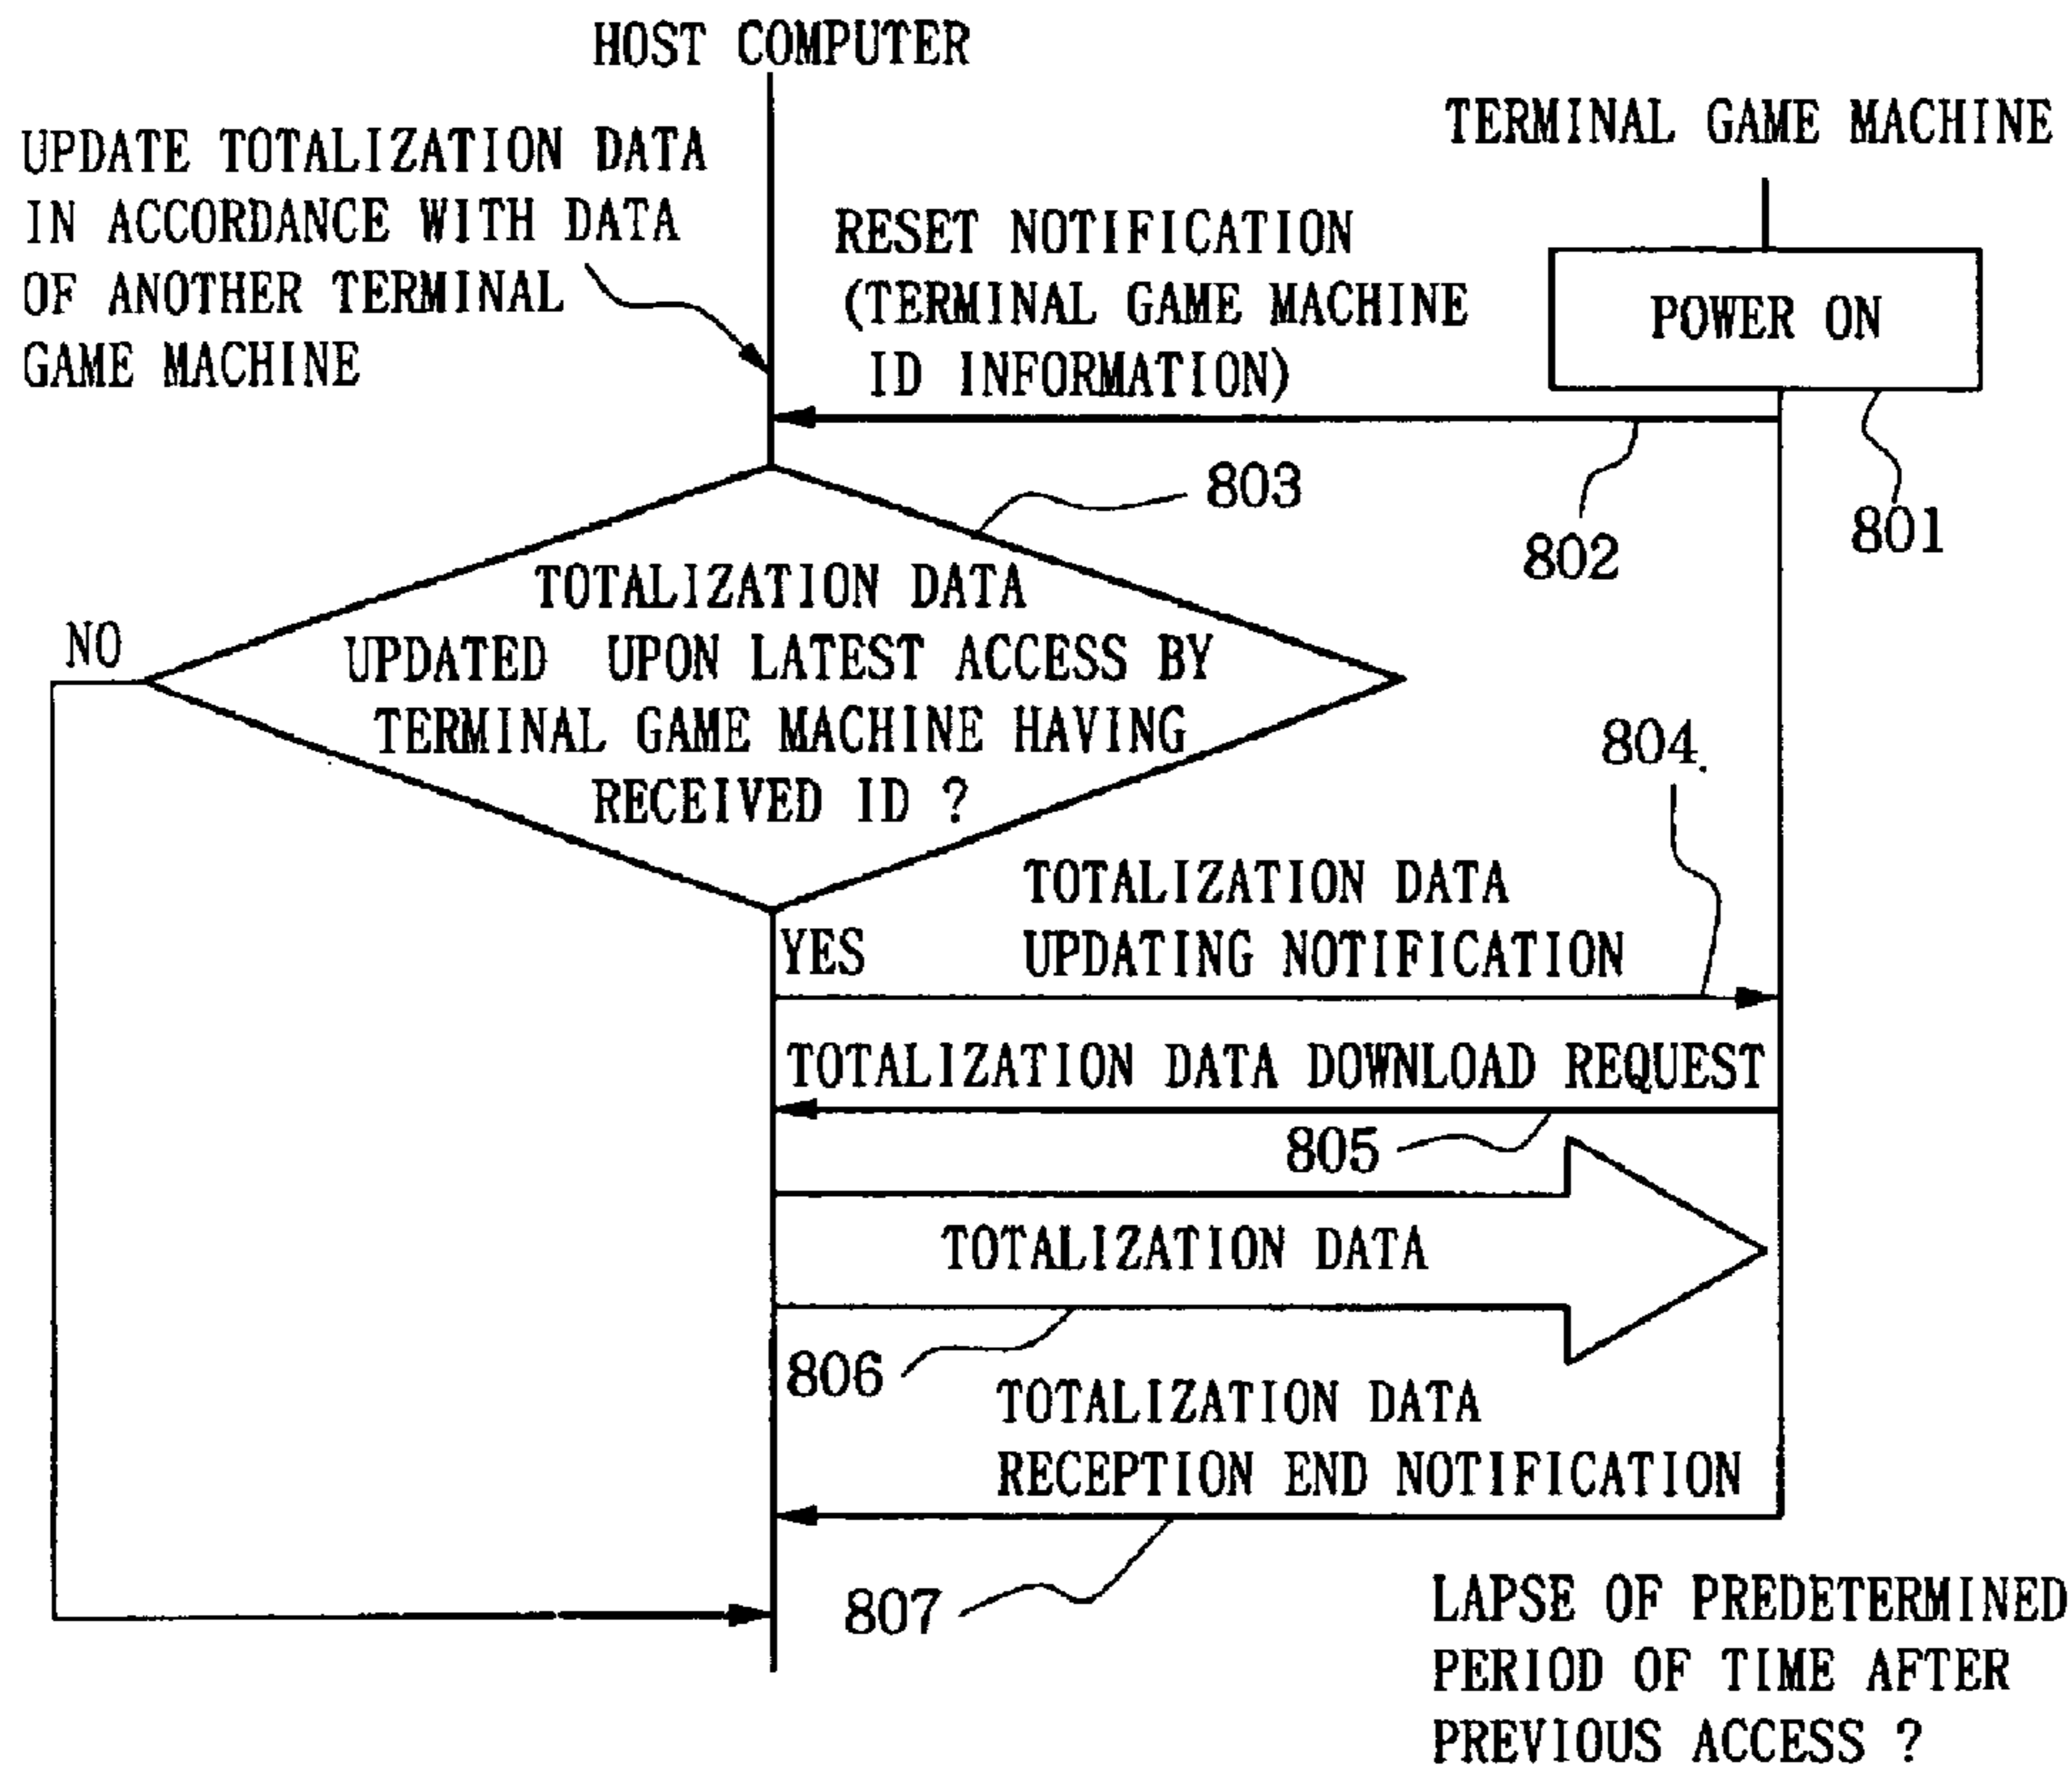 HOST COMPUTER
TERMINAL GAME MACHINE
UPDATE TOTALIZATION DATA
IN ACCORDANCE WITH DATA
OF ANOTHER TERMINAL
GAME MACHINE
RESET NOTIFICATION
(TERMINAL GAME MACHINE
ID INFORMATION)
POWER ON
801
802
803
TOTALIZATION DATA
UPDATED UPON LATEST ACCESS BY
TERMINAL GAME MACHINE HAVING
RECEIVED ID ?
NO
YES
804
TOTALIZATION DATA
UPDATING NOTIFICATION
TOTALIZATION DATA DOWNLOAD REQUEST
805
TOTALIZATION DATA
806
TOTALIZATION DATA
RECEPTION END NOTIFICATION
807
LAPSE OF PREDETERMINED
PERIOD OF TIME AFTER
PREVIOUS ACCESS ?